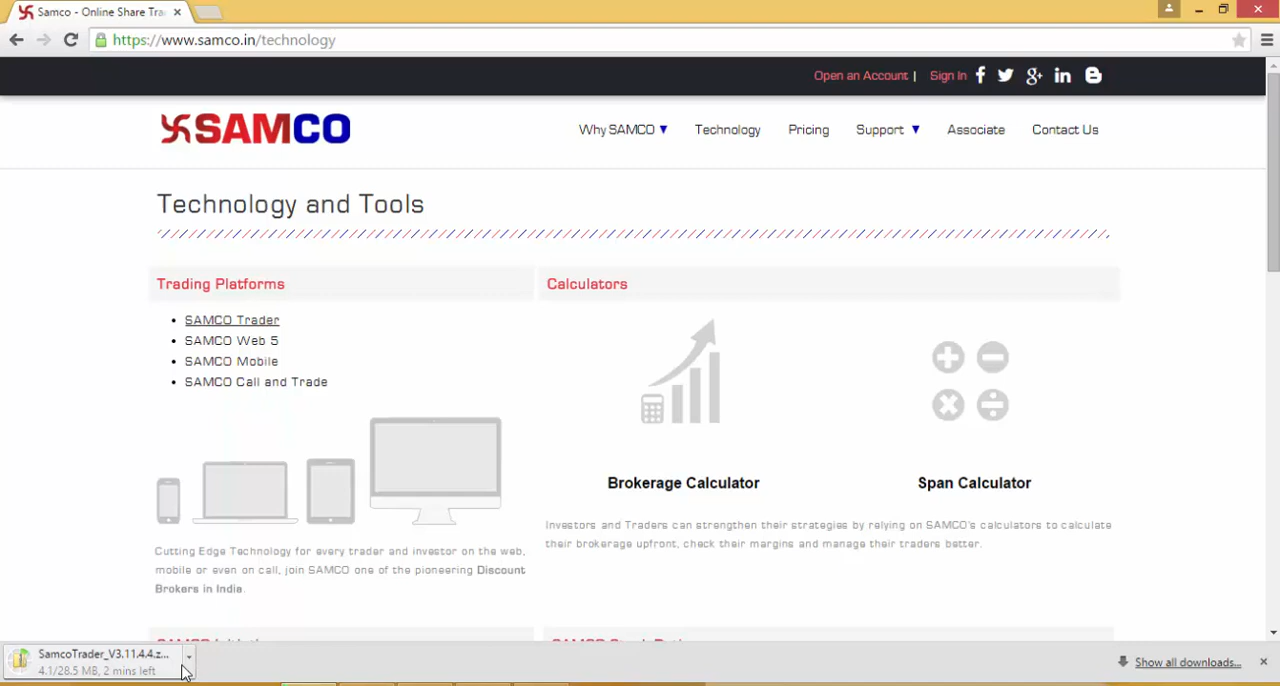 Samco - Online Share Tra
https://www.samco.in/technology
Open an Account | Sign In
SAMCO
Why SAMCO ▼ Technology Pricing Support ▼ Associate Contact Us
Technology and Tools
Trading Platforms
• SAMCO Trader
• SAMCO Web 5
• SAMCO Mobile
• SAMCO Call and Trade
Cutting Edge Technology for every trader and investor on the web,
mobile or even on call, join SAMCO one of the pioneering Discount
Brokers in India.
Calculators
Brokerage Calculator
Span Calculator
Investors and Traders can strengthen their strategies by relying on SAMCO's calculators to calculate
their brokerage upfront, check their margins and manage their traders better.
SamcoTrader_V3.11.4.4.z...
4.1/28.5 MB, 2 mins left
Show all downloads...